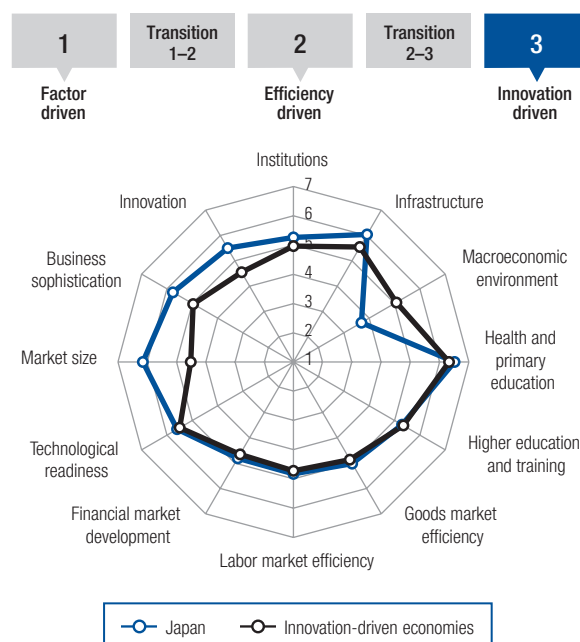 1
Transition
1–2
2
Transition
2–3
3
Factor
driven
Efficiency
driven
Innovation
driven
Institutions
Infrastructure
Macroeconomic
environment
Health and
primary
education
Higher education
and training
Goods market
efficiency
Labor market efficiency
Financial market
development
Technological
readiness
Market size
Business
sophistication
Innovation
7
6
5
4
3
2
1
Japan
Innovation-driven economies